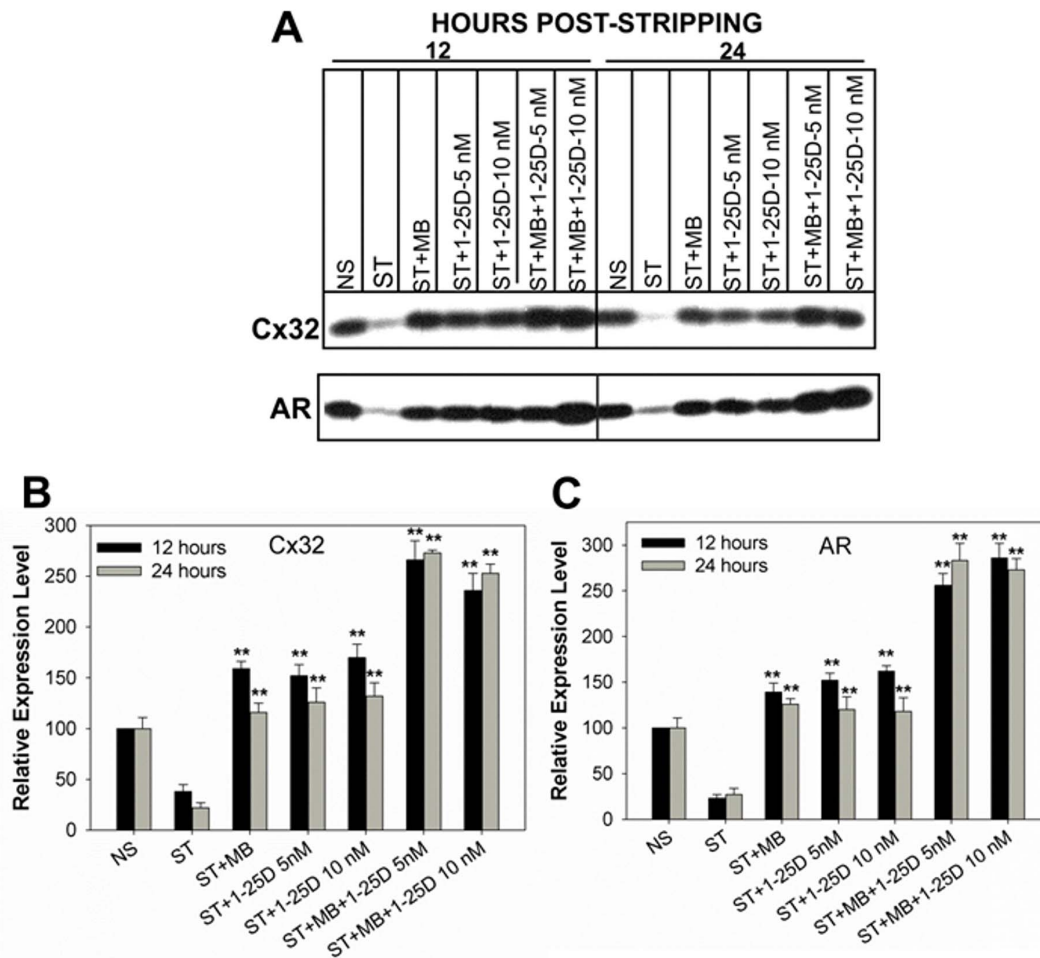 A
HOURS POST-STRIPPING
12 24
NS ST ST+MB ST+1-25D-5 nM ST+1-25D-10 nM ST+MB+1-25D-5 nM ST+MB+1-25D-10 nM NS ST ST+MB ST+1-25D-5 nM ST+1-25D-10 nM ST+MB+1-25D-5 nM ST+MB+1-25D-10 nM
Cx32
AR
B
Relative Expression Level
300
250
200
150
100
50
0
12 hours
24 hours
Cx32
** ** ** ** ** ** ** ** ** **
NS ST ST+MB ST+1-25D 5nM ST+1-25D 10 nM ST+MB+1-25D 5nM ST+MB+1-25D 10 nM
C
Relative Expression Level
300
250
200
150
100
50
0
12 hours
24 hours
AR
** ** ** ** ** ** ** ** ** **
NS ST ST+MB ST+1-25D 5nM ST+1-25D 10 nM ST+MB+1-25D 5nM ST+MB+1-25D 10 nM